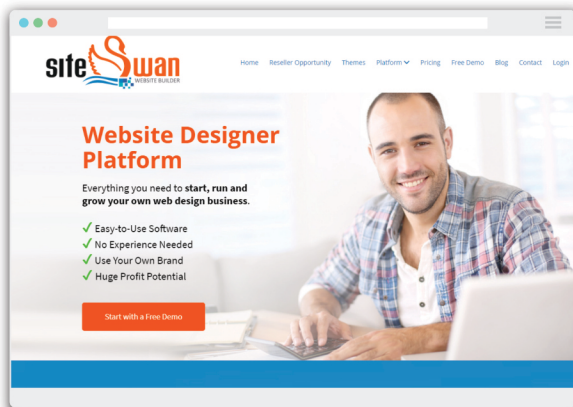 site Swan
WEBSITE BUILDER
Home Reseller Opportunity Themes Platform Pricing Free Demo Blog Contact Login
Website Designer
Platform
Everything you need to start, run and
grow your own web design business.
Easy-to-Use Software
No Experience Needed
Use Your Own Brand
Huge Profit Potential
Start with a Free Demo